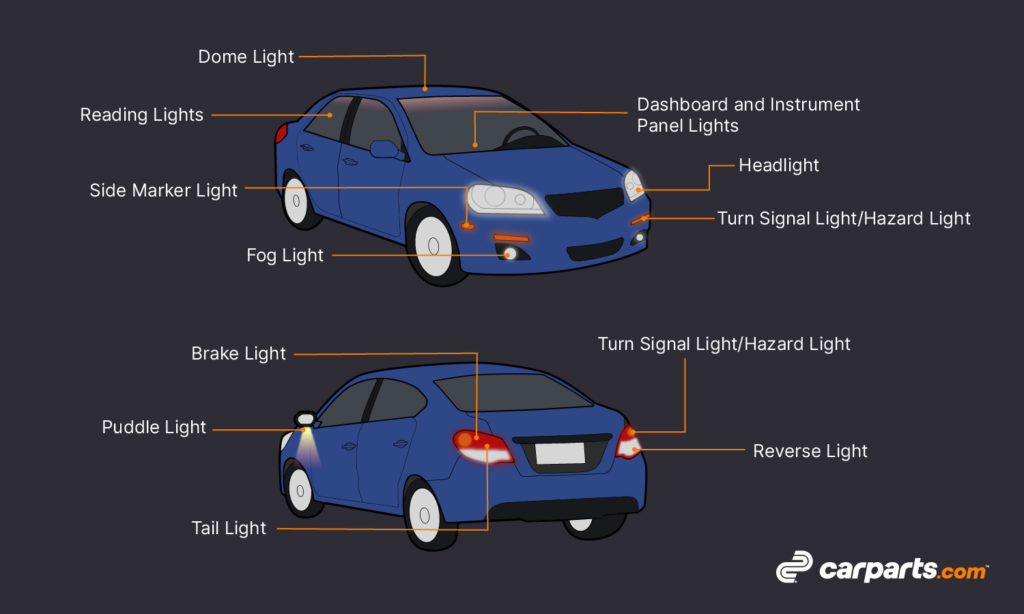 Dome Light
Reading Lights
Dashboard and Instrument
Panel Lights
Headlight
Side Marker Light
Turn Signal Light/Hazard Light
Fog Light
Turn Signal Light/Hazard Light
Brake Light
Puddle Light
Reverse Light
Tail Light
carparts.com™